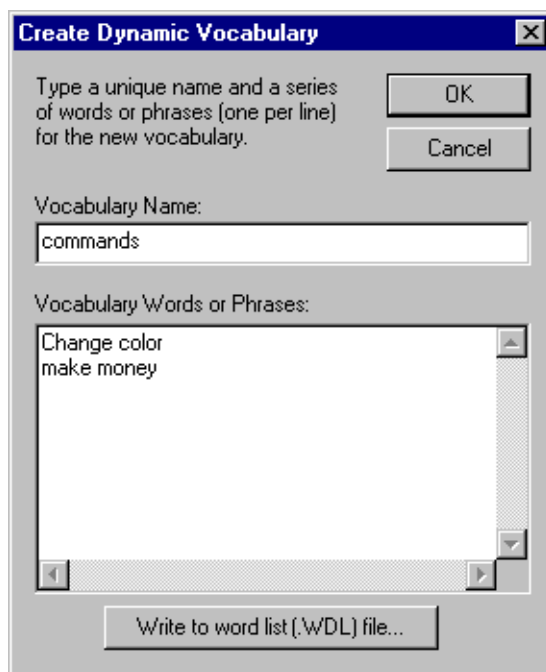 Create Dynamic Vocabulary
Type a unique name and a series
of words or phrases (one per line)
for the new vocabulary.
OK
Cancel
Vocabulary Name:
commands
Vocabulary Words or Phrases:
Change color
make money
Write to word list (.WDL) file...